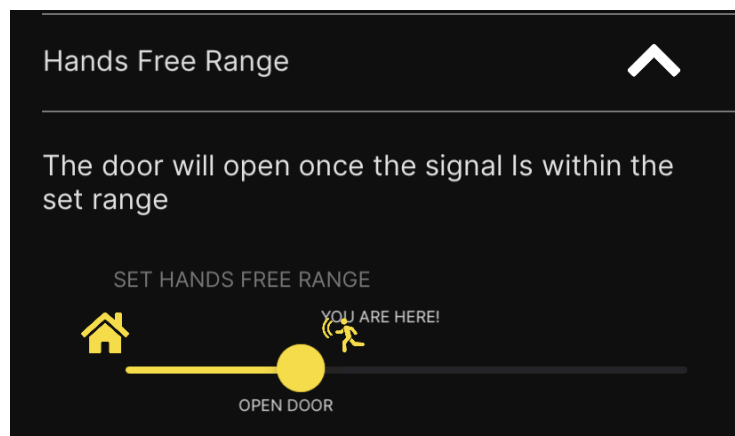 Hands Free Range
The door will open once the signal Is within the
set range
SET HANDS FREE RANGE
YOU ARE HERE!
OPEN DOOR